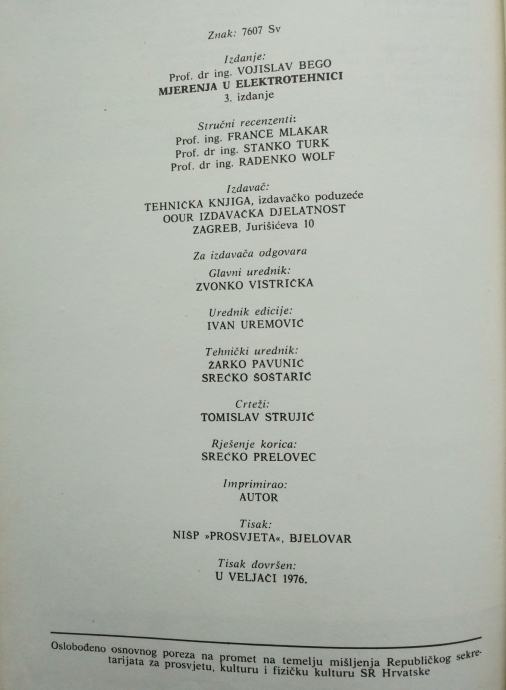 Znak: 7607 Sv
Izdanje:
Prof. dr ing. VOJISLAV BEGO
MJERENJA U ELEKTROTEHNICI
3. izdanje
Stručni recenzenti:
Prof. ing. FRANCE MLAKAR
Prof. dr ing. STANKO TURK
Prof. dr ing. RADENKO WOLF
Izdavač:
TEHNIČKA KNJIGA, izdavačko poduzeće
OOUR IZDAVAČKA DJELATNOST
ZAGREB, Jurišićeva 10
Za izdavača odgovara
Glavni urednik:
ZVONKO VISTRIČKA
Urednik edicije:
IVAN UREMOVIĆ
Tehnički urednik:
ŽARKO PAVUNIĆ
SREĆKO ŠOŠTARIĆ
Crteži:
TOMISLAV STRUJIĆ
Rješenje korica:
SREĆKO PRELOVEC
Imprimirao:
AUTOR
Tisak:
NIŠP »PROSVJETA«, BJELOVAR
Tisak dovršen:
U VELJAČI 1976.
Oslobođeno osnovnog poreza na promet na temelju mišljenja Republičkog sekre-
tarijata za prosvjetu, kulturu i fizičku kulturu SR Hrvatske